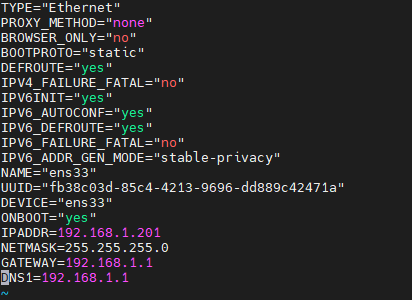 TYPE="Ethernet"
PROXY_METHOD="none"
BROWSER_ONLY="no"
BOOTPROTO="static"
DEFROUTE="yes"
IPV4_FAILURE_FATAL="no"
IPV6INIT="yes"
IPV6_AUTOCONF="yes"
IPV6_DEFROUTE="yes"
IPV6_FAILURE_FATAL="no"
IPV6_ADDR_GEN_MODE="stable-privacy"
NAME="ens33"
UUID="fb38c03d-85c4-4213-9696-dd889c42471a"
DEVICE="ens33"
ONBOOT="yes"
IPADDR=192.168.1.201
NETMASK=255.255.255.0
GATEWAY=192.168.1.1
DNS1=192.168.1.1
~